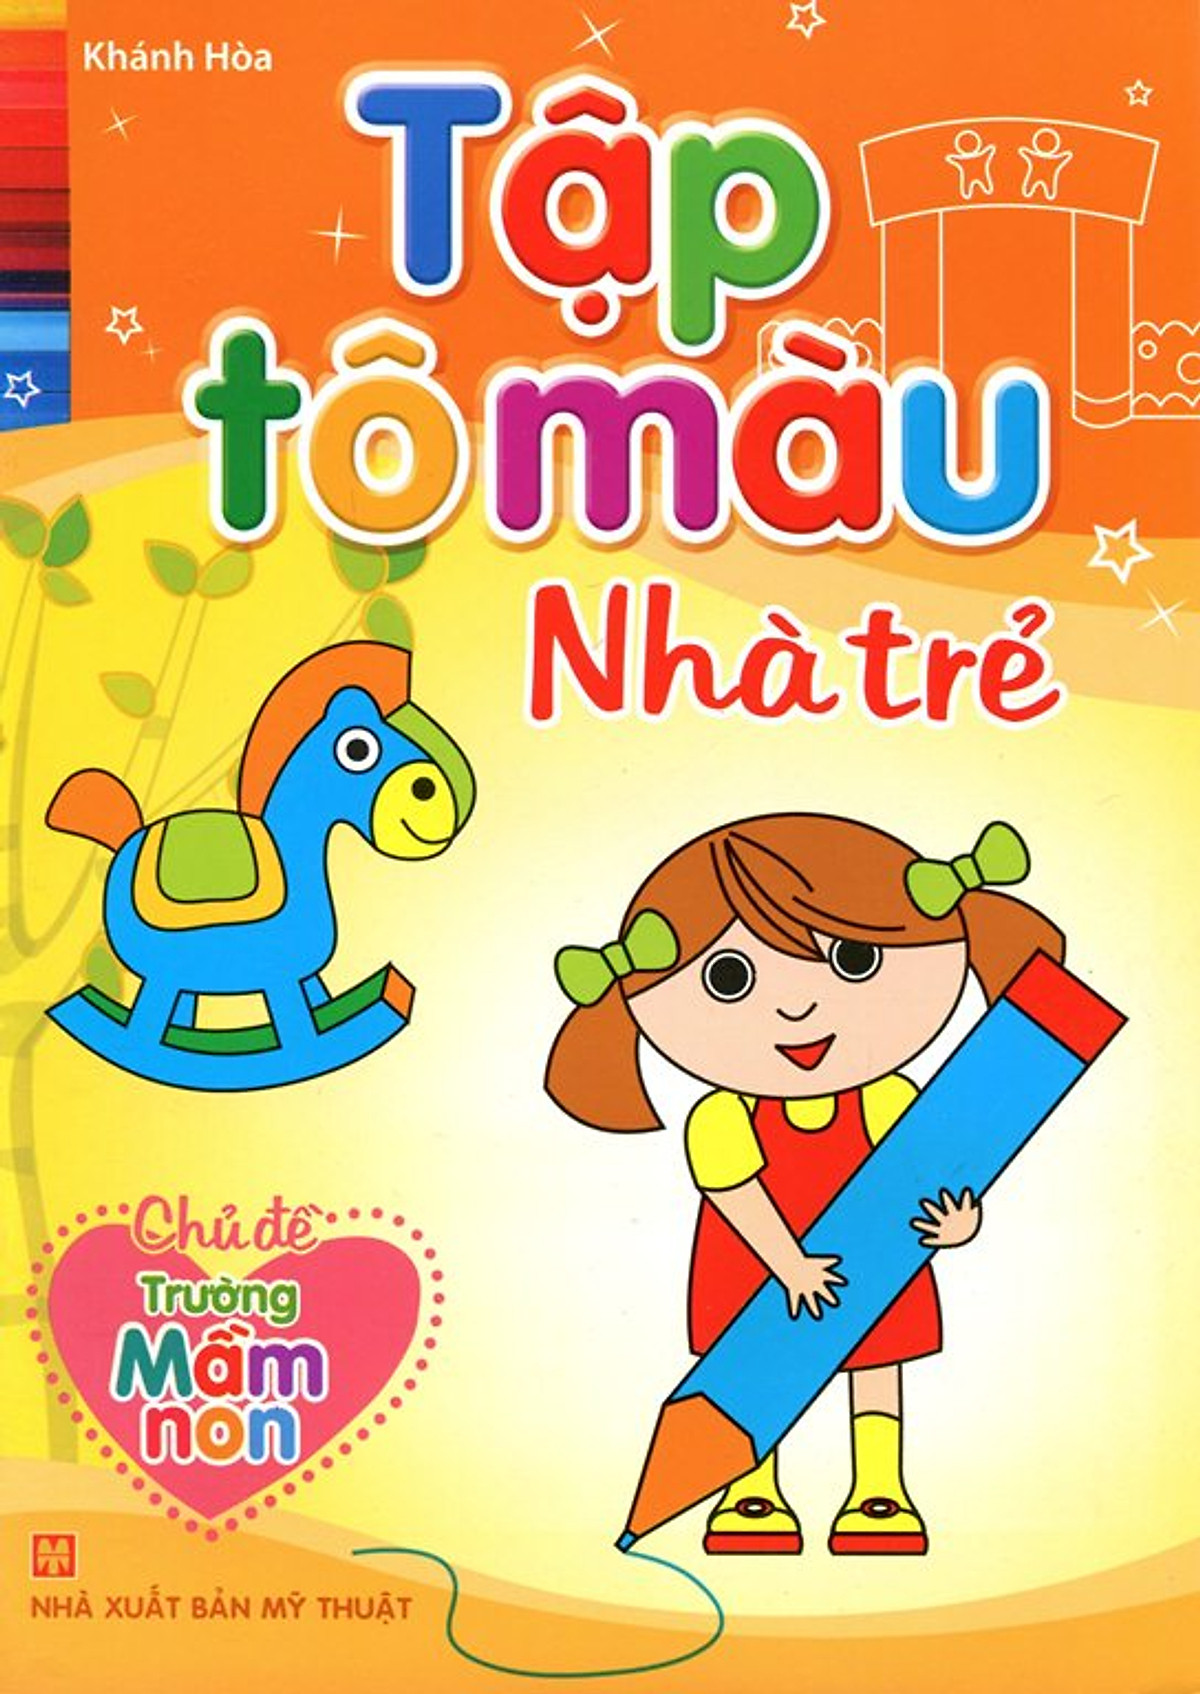 Khánh Hòa
Tập
tô màu
Nhà trẻ
Chủ đề
Trường
Mầm
non
NHÀ XUẤT BẢN MỸ THUẬT